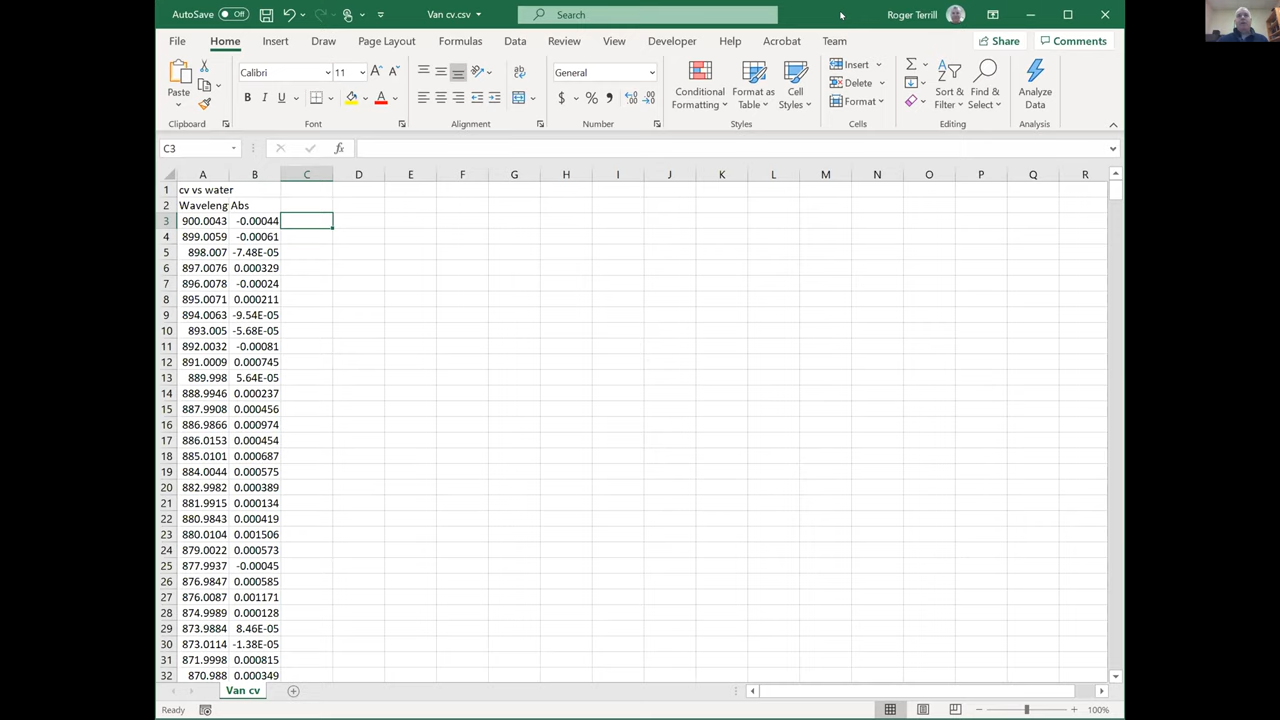 AutoSave Off Van cv.csv Search Roger Terrill
File Home Insert Draw Page Layout Formulas Data Review View Developer Help Acrobat Team Share Comments
Paste Calibri 11 General Conditional Formatting Format as Table Cell Styles Insert Delete Format Sort & Filter Find & Select Analyze Data
Clipboard Font Alignment Number Styles Cells Editing Analysis
C3 fx
A B C D E F G H I J K L M N O P Q R
1 cv vs water
2 Waveleng Abs
3 900.0043 -0.00044
4 899.0059 -0.00061
5 898.007 -7.48E-05
6 897.0076 0.000329
7 896.0078 -0.00024
8 895.0071 0.000211
9 894.0063 -9.54E-05
10 893.005 -5.68E-05
11 892.0032 -0.00081
12 891.0009 0.000745
13 889.998 5.64E-05
14 888.9946 0.000237
15 887.9908 0.000456
16 886.9866 0.000974
17 886.0153 0.000454
18 885.0101 0.000687
19 884.0044 0.000575
20 882.9982 0.000389
21 881.9915 0.000134
22 880.9843 0.000419
23 880.0104 0.001506
24 879.0022 0.000573
25 877.9937 -0.00045
26 876.9847 0.000585
27 876.0087 0.001171
28 874.9989 0.000128
29 873.9884 8.46E-05
30 873.0114 -1.38E-05
31 871.9998 0.000815
32 870.988 0.000349
Van cv
Ready 100%